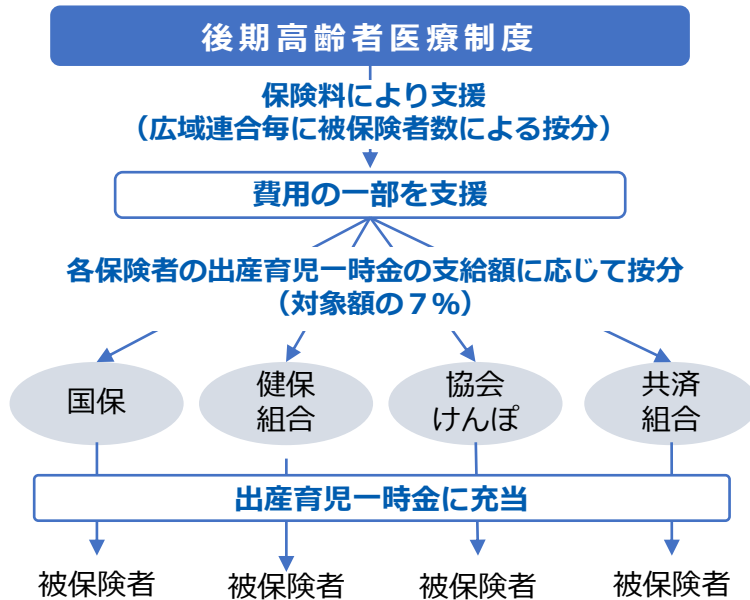 後期高齢者医療制度
保険料により支援
（広域連合毎に被保険者数による按分）
費用の一部を支援
各保険者の出産育児一時金の支給額に応じて按分
（対象額の７％）
国保
健保
組合
協会
けんぽ
共済
組合
出産育児一時金に充当
被保険者
被保険者
被保険者
被保険者